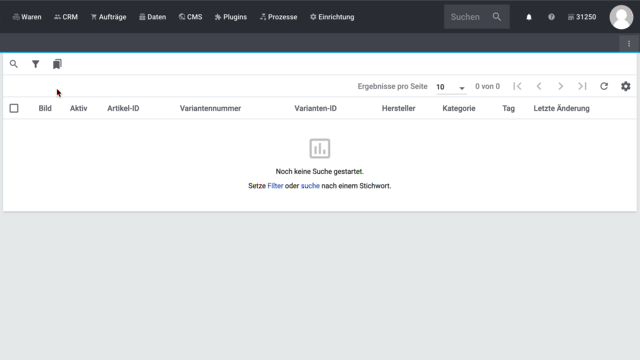 Waren CRM Aufträge Daten CMS Plugins Prozesse Einrichtung Suchen 31250
Ergebnisse pro Seite 10 0 von 0
Bild Aktiv Artikel-ID Variantennummer Varianten-ID Hersteller Kategorie Tag Letzte Änderung
Noch keine Suche gestartet.
Setze Filter oder suche nach einem Stichwort.